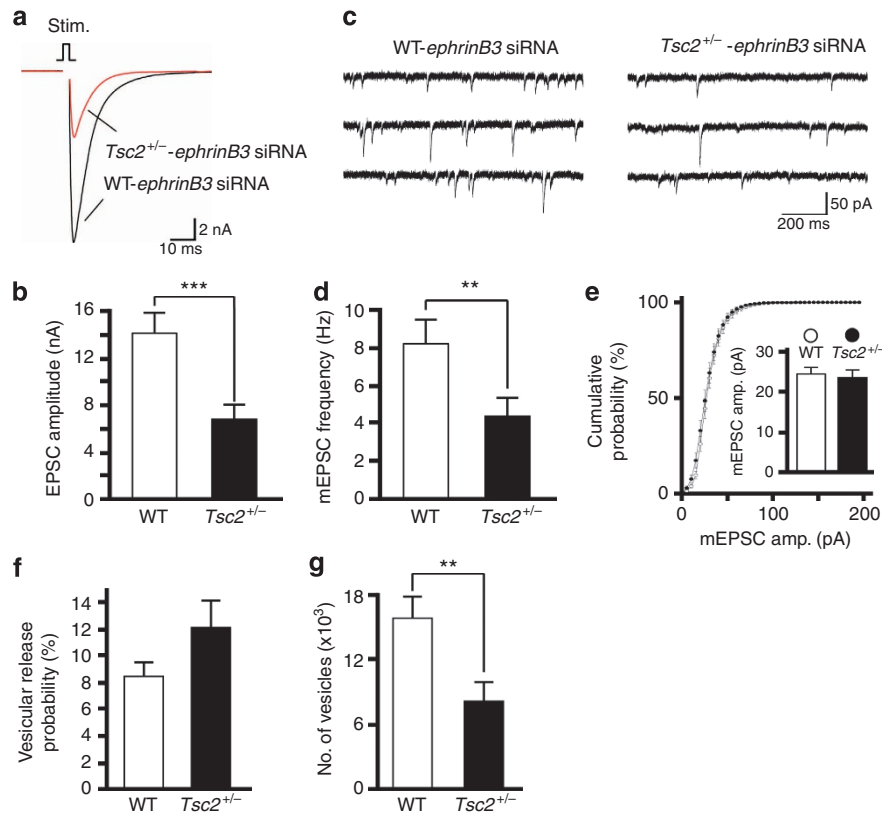 a
Stim.
Tsc2+/– -ephrinB3 siRNA
WT-ephrinB3 siRNA
2 nA
10 ms
c
WT-ephrinB3 siRNA
Tsc2+/– -ephrinB3 siRNA
50 pA
200 ms
b
***
EPSC amplitude (nA)
16
12
8
4
0
WT
Tsc2+/–
d
**
mEPSC frequency (Hz)
10
8
6
4
2
0
WT
Tsc2+/–
e
Cumulative
probability (%)
100
50
0
0
100
200
mEPSC amp. (pA)
WT
Tsc2+/–
mEPSC amp. (pA)
30
20
10
0
f
Vesicular release
probability (%)
14
12
10
8
6
4
2
0
WT
Tsc2+/–
g
**
No. of vesicles (x10³)
18
12
6
0
WT
Tsc2+/–